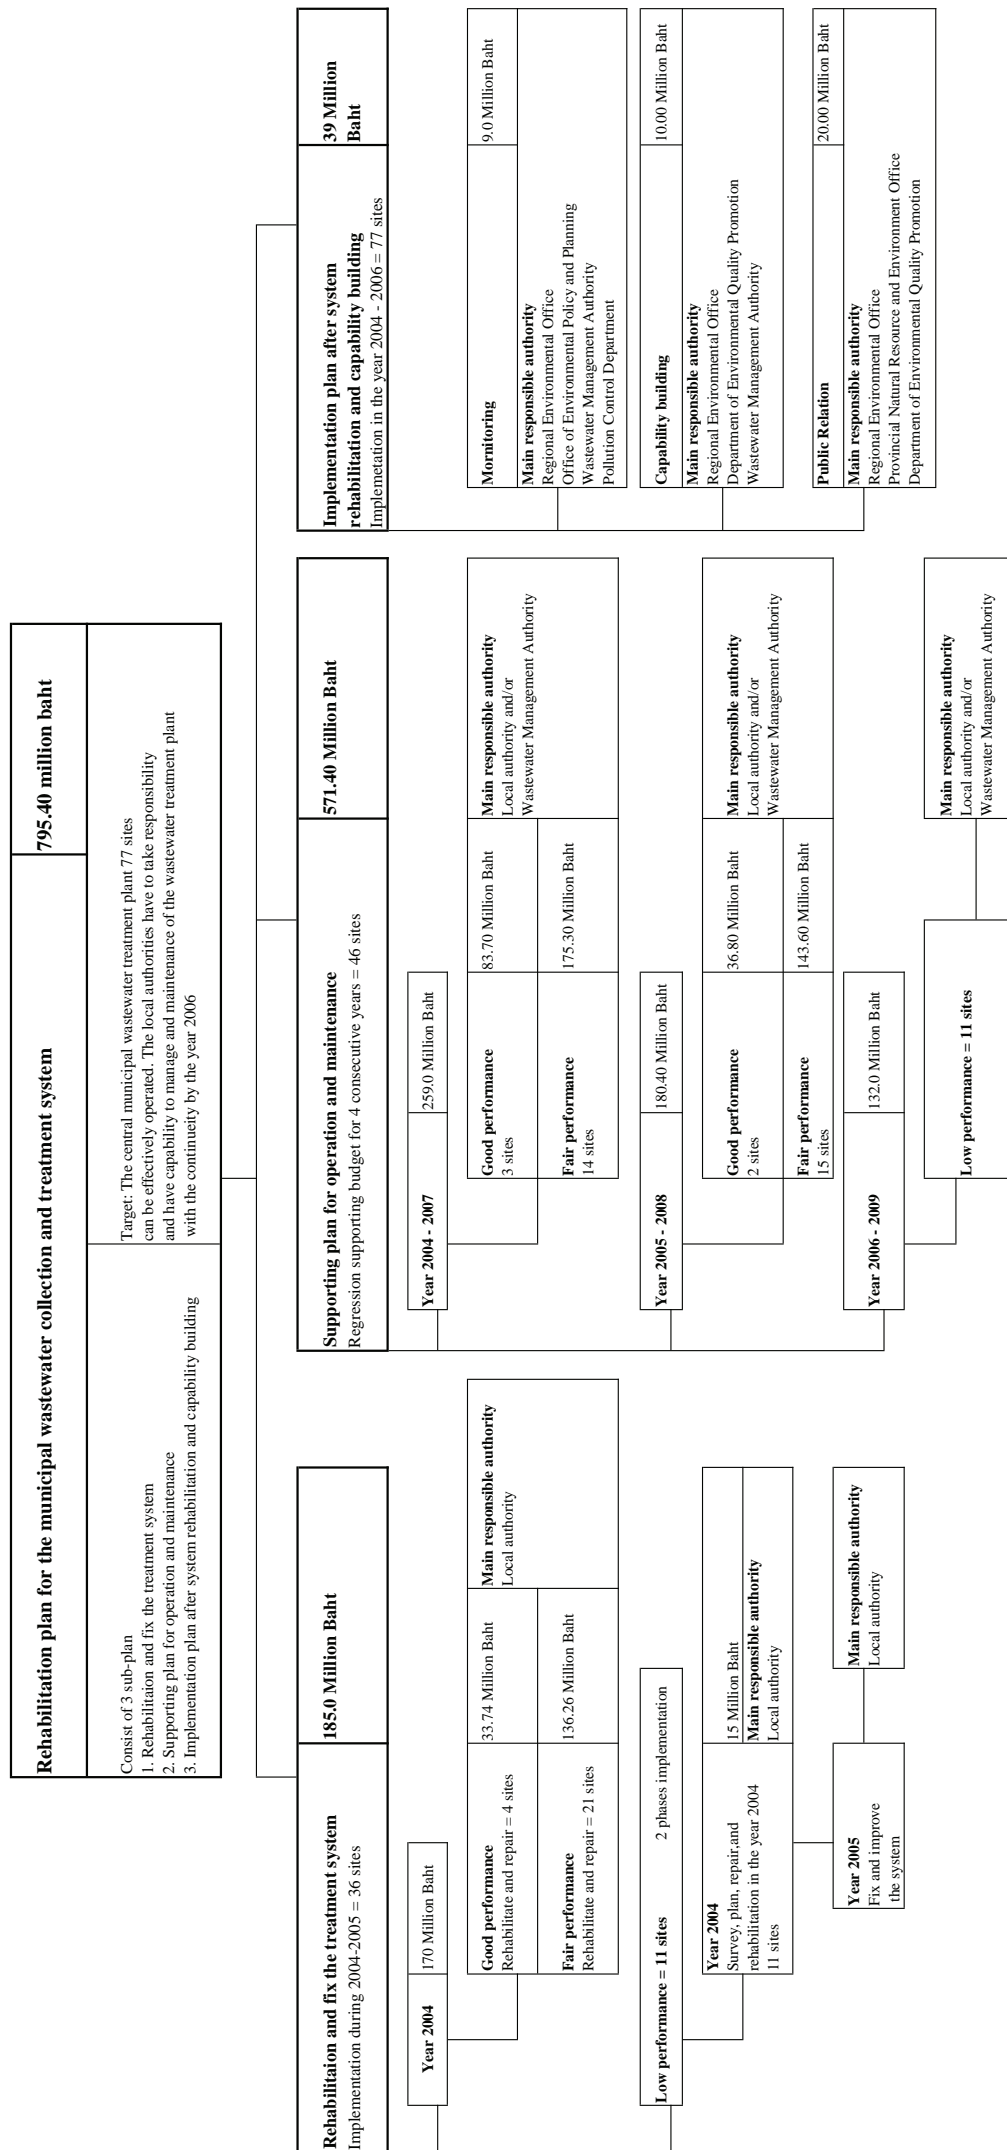 Rehabilitation plan for the municipal wastewater collection and treatment system
795.40 million baht
Consist of 3 sub-plan
1. Rehabilitaion and fix the treatment system
2. Supporting plan for operation and maintenance
3. Implementation plan after system rehabilitation and capability building
Target: The central municipal wastewater treatment plant 77 sites
can be effectively operated. The local authorities have to take responsibility
and have capability to manage and maintenance of the wastewater treatment plant
with the continuity by the year 2006
Rehabilitaion and fix the treatment system
Implementation during 2004-2005 = 36 sites
185.0 Million Baht
Year 2004
170 Million Baht
Good performance
Rehabilitate and repair = 4 sites
33.74 Million Baht
Fair performance
Rehabilitate and repair = 21 sites
136.26 Million Baht
Main responsible authority
Local authority
Low performance = 11 sites
2 phases implementation
Year 2004
Survey, plan, repair,and
rehabilitation in the year 2004
11 sites
15 Million Baht
Main responsible authority
Local authority
Year 2005
Fix and improve
the system
Main responsible authority
Local authority
Supporting plan for operation and maintenance
Regression supporting budget for 4 consecutive years = 46 sites
571.40 Million Baht
Year 2004 - 2007
259.0 Million Baht
Good performance
3 sites
83.70 Million Baht
Fair performance
14 sites
175.30 Million Baht
Main responsible authority
Local authority and/or
Wastewater Management Authority
Year 2005 - 2008
180.40 Million Baht
Good performance
2 sites
36.80 Million Baht
Fair performance
15 sites
143.60 Million Baht
Main responsible authority
Local authority and/or
Wastewater Management Authority
Year 2006 - 2009
132.0 Million Baht
Low performance = 11 sites
Main responsible authority
Local authority and/or
Wastewater Management Authority
Implementation plan after system
rehabilitation and capability building
Implemetation in the year 2004 - 2006 = 77 sites
39 Million
Baht
Mornitoring
9.0 Million Baht
Main responsible authority
Regional Environmental Office
Office of Environmental Policy and Planning
Wastewater Management Authority
Pollution Control Department
Capability building
10.00 Million Baht
Main responsible authority
Regional Environment Office
Department of Environmental Quality Promotion
Wastewater Management Authority
Public Relation
20.00 Million Baht
Main responsible authority
Regional Environment Office
Provincial Natural Resource and Environment Office
Department of Environmental Quality Promotion